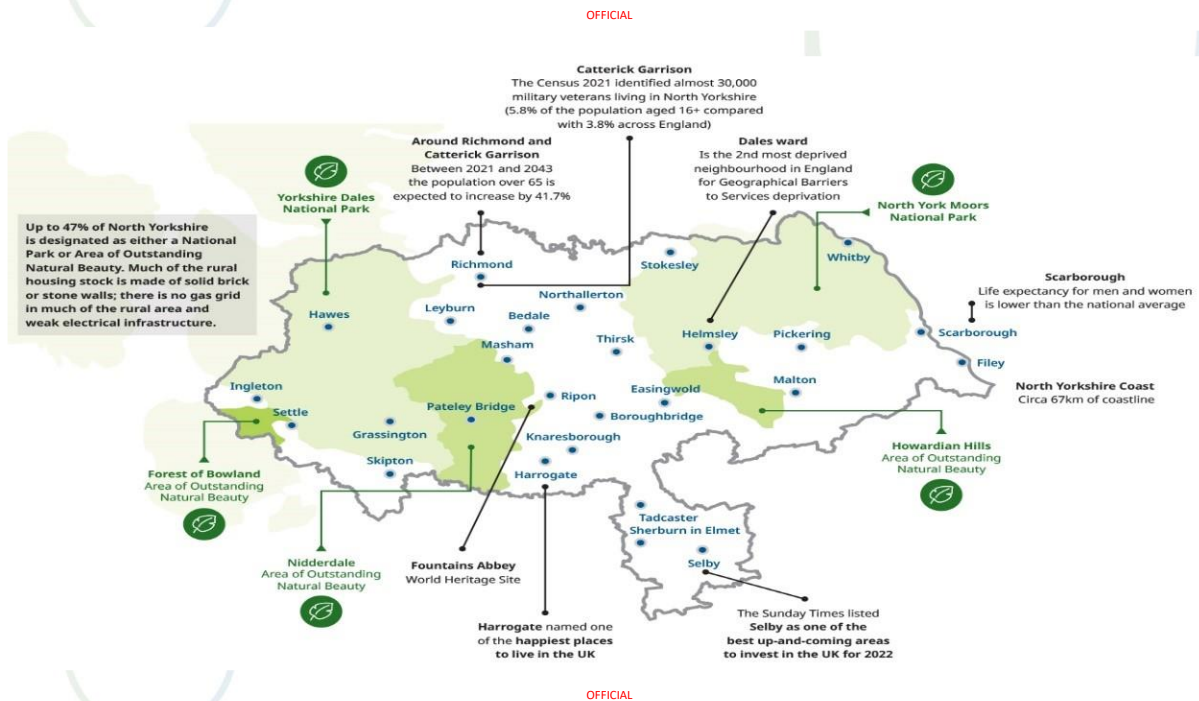 OFFICIAL
Catterick Garrison
The Census 2021 identified almost 30,000
military veterans living in North Yorkshire
(5.8% of the population aged 16+ compared
with 3.8% across England)
Around Richmond and
Catterick Garrison
Between 2021 and 2043
the population over 65 is
expected to increase by 41.7%
Dales ward
Is the 2nd most deprived
neighbourhood in England
for Geographical Barriers
to Services deprivation
Yorkshire Dales
National Park
North York Moors
National Park
Up to 47% of North Yorkshire
is designated as either a National
Park or Area of Outstanding
Natural Beauty. Much of the rural
housing stock is made of solid brick
or stone walls; there is no gas grid
in much of the rural area and
weak electrical infrastructure.
Richmond
Stokesley
Whitby
Scarborough
Life expectancy for men and women
is lower than the national average
Hawes
Leyburn
Northallerton
Bedale
Masham
Thirsk
Helmsley
Pickering
Scarborough
Filey
Ingleton
Settle
Grassington
Skipton
Pateley Bridge
Ripon
Boroughbridge
Easingwold
Malton
North Yorkshire Coast
Circa 67km of coastline
Knaresborough
Harrogate
Forest of Bowland
Area of Outstanding
Natural Beauty
Howardian Hills
Area of Outstanding
Natural Beauty
Tadcaster
Sherburn in Elmet
Selby
Nidderdale
Area of Outstanding
Natural Beauty
Fountains Abbey
World Heritage Site
Harrogate named one
of the happiest places
to live in the UK
The Sunday Times listed
Selby as one of the
best up-and-coming areas
to invest in the UK for 2022
OFFICIAL